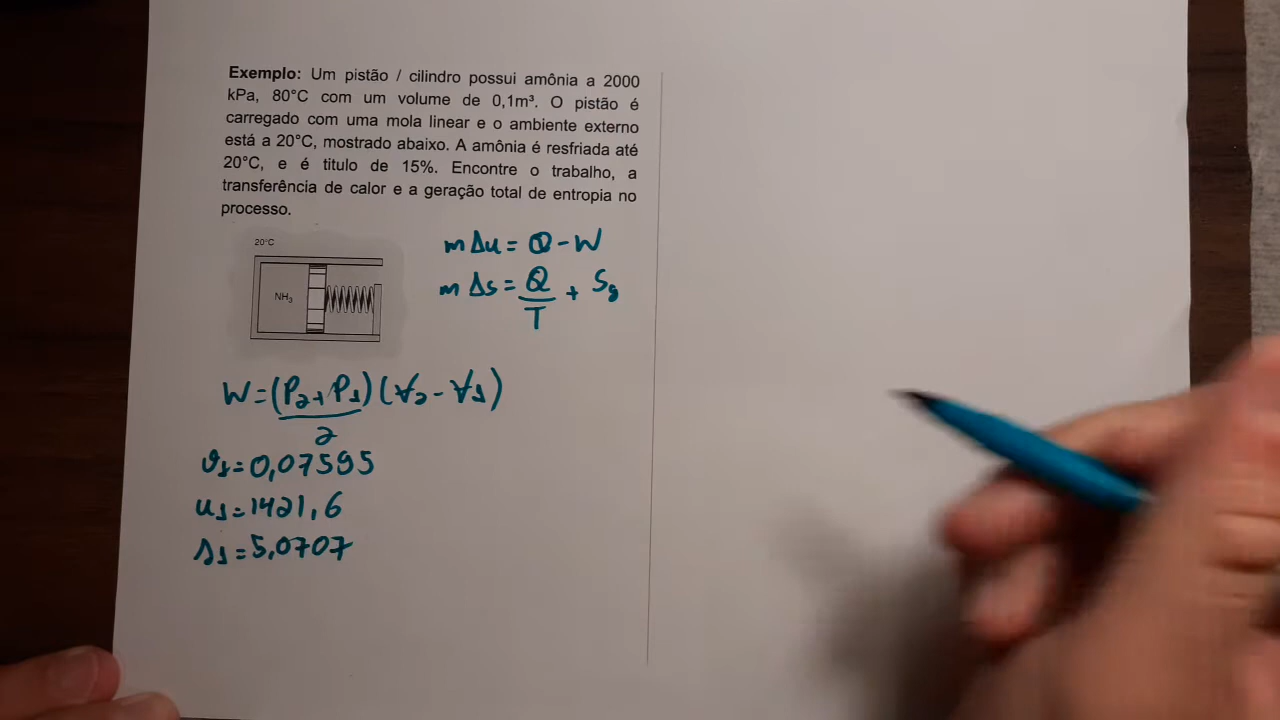 Exemplo: Um pistão / cilindro possui amônia a 2000
kPa, 80°C com um volume de 0,1m³. O pistão é
carregado com uma mola linear e o ambiente externo
está a 20°C, mostrado abaixo. A amônia é resfriada até
20°C, e é titulo de 15%. Encontre o trabalho, a
transferência de calor e a geração total de entropia no
processo.
20°C
NH₃
m Δu = Q - W
m Δs = Q/T + Sg
W = (P₂ + P₁)/2 (V₂ - V₁)
v₁ = 0,07595
u₁ = 1421,6
s₁ = 5,0707